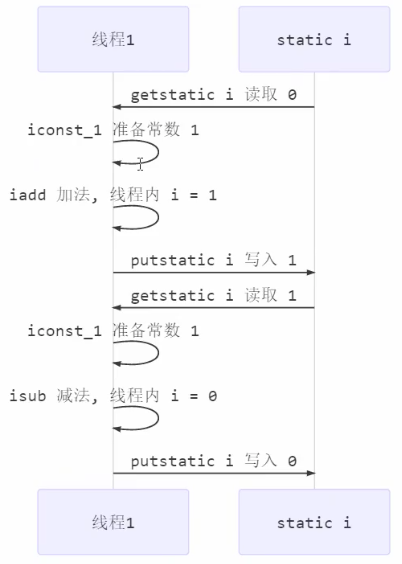 线程1 static i
getstatic i 读取 0
iconst_1 准备常数 1
iadd 加法, 线程内 i = 1
putstatic i 写入 1
getstatic i 读取 1
iconst_1 准备常数 1
isub 减法, 线程内 i = 0
putstatic i 写入 0
线程1 static i